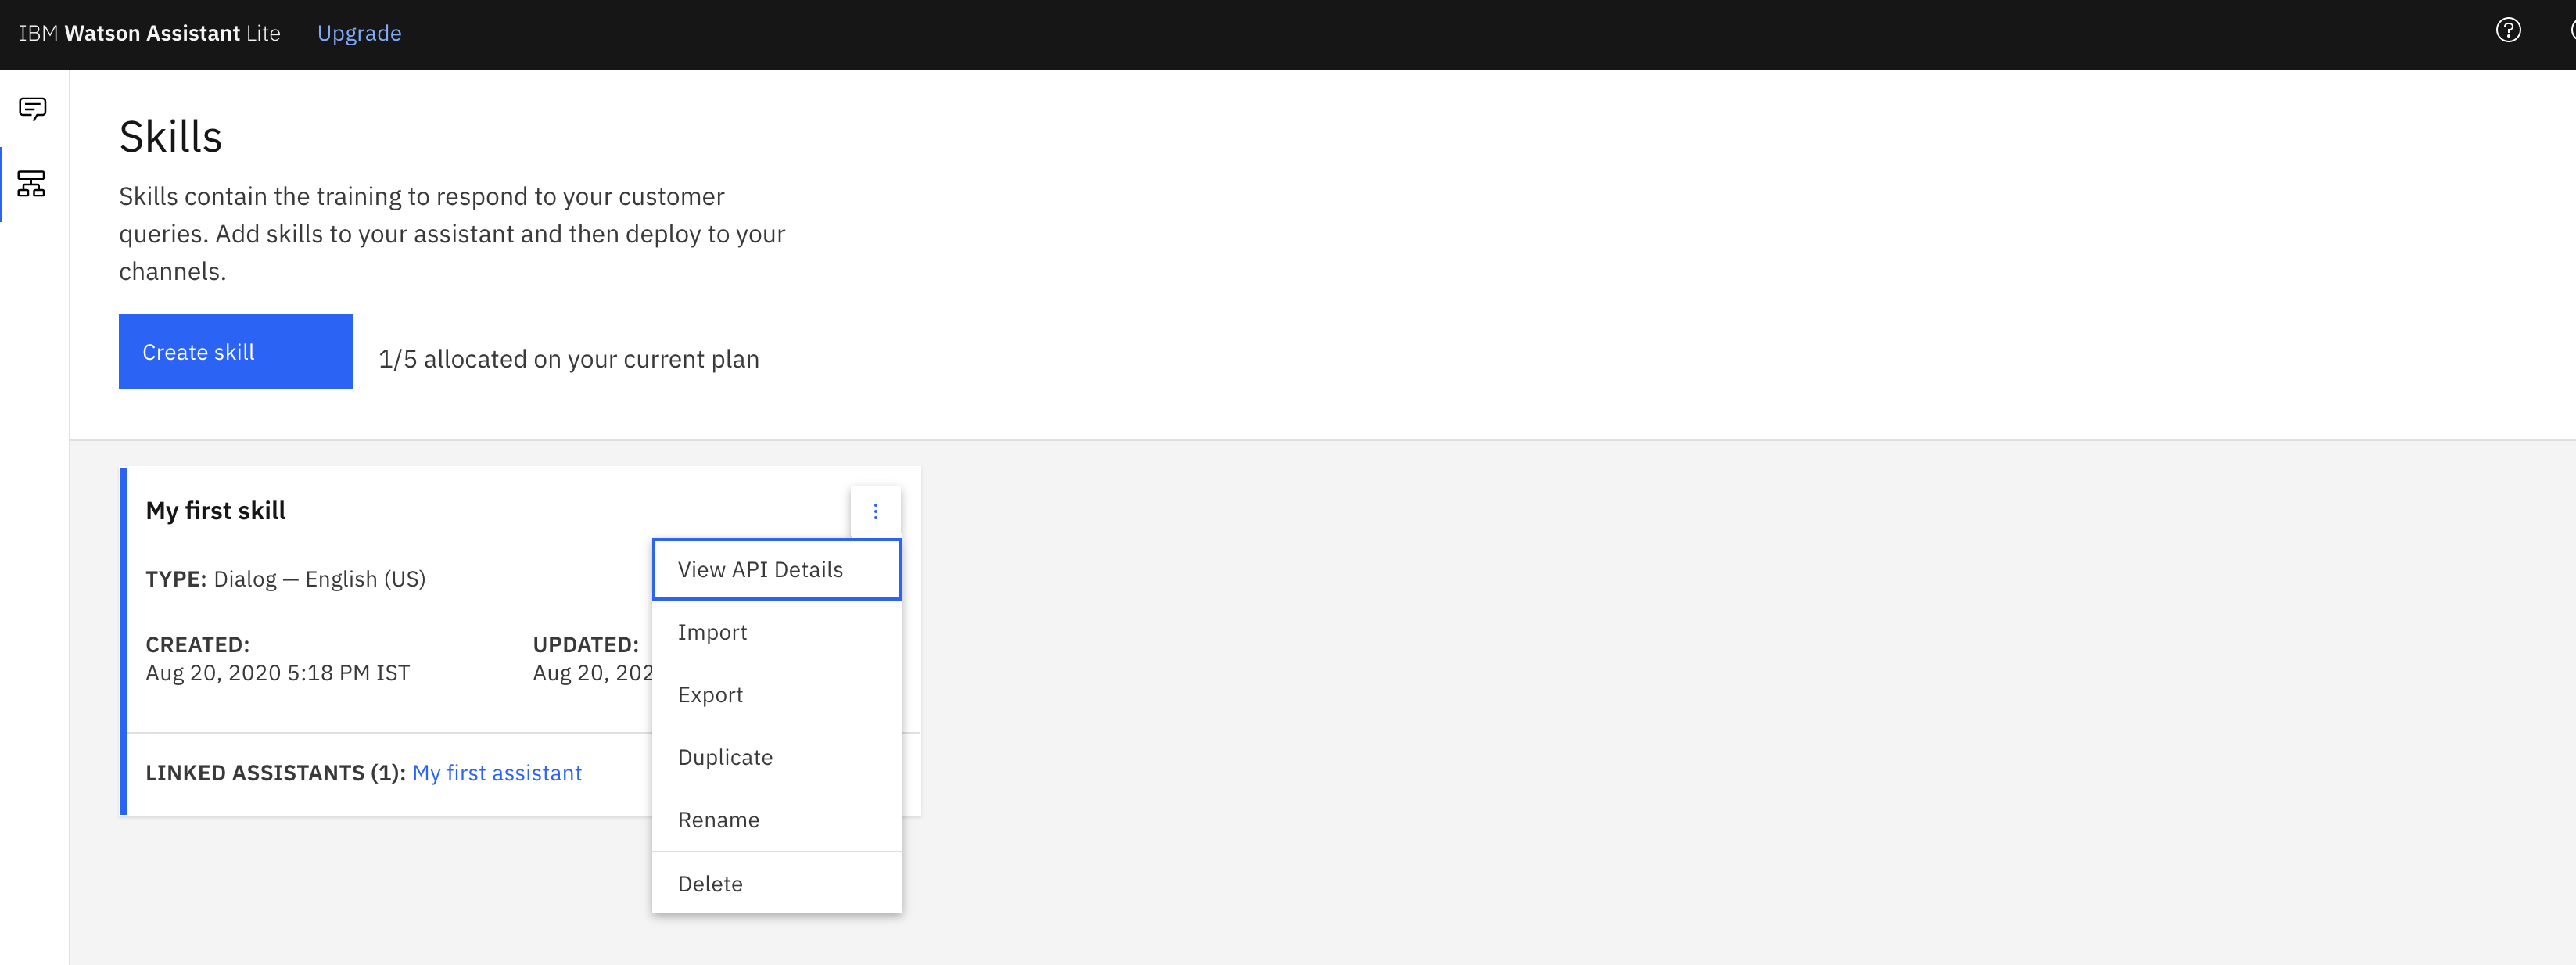 IBM Watson Assistant Lite Upgrade
Skills
Skills contain the training to respond to your customer
queries. Add skills to your assistant and then deploy to your
channels.
Create skill
1/5 allocated on your current plan
My first skill
TYPE: Dialog — English (US)
CREATED:
Aug 20, 2020 5:18 PM IST
UPDATED:
Aug 20, 202
LINKED ASSISTANTS (1): My first assistant
View API Details
Import
Export
Duplicate
Rename
Delete